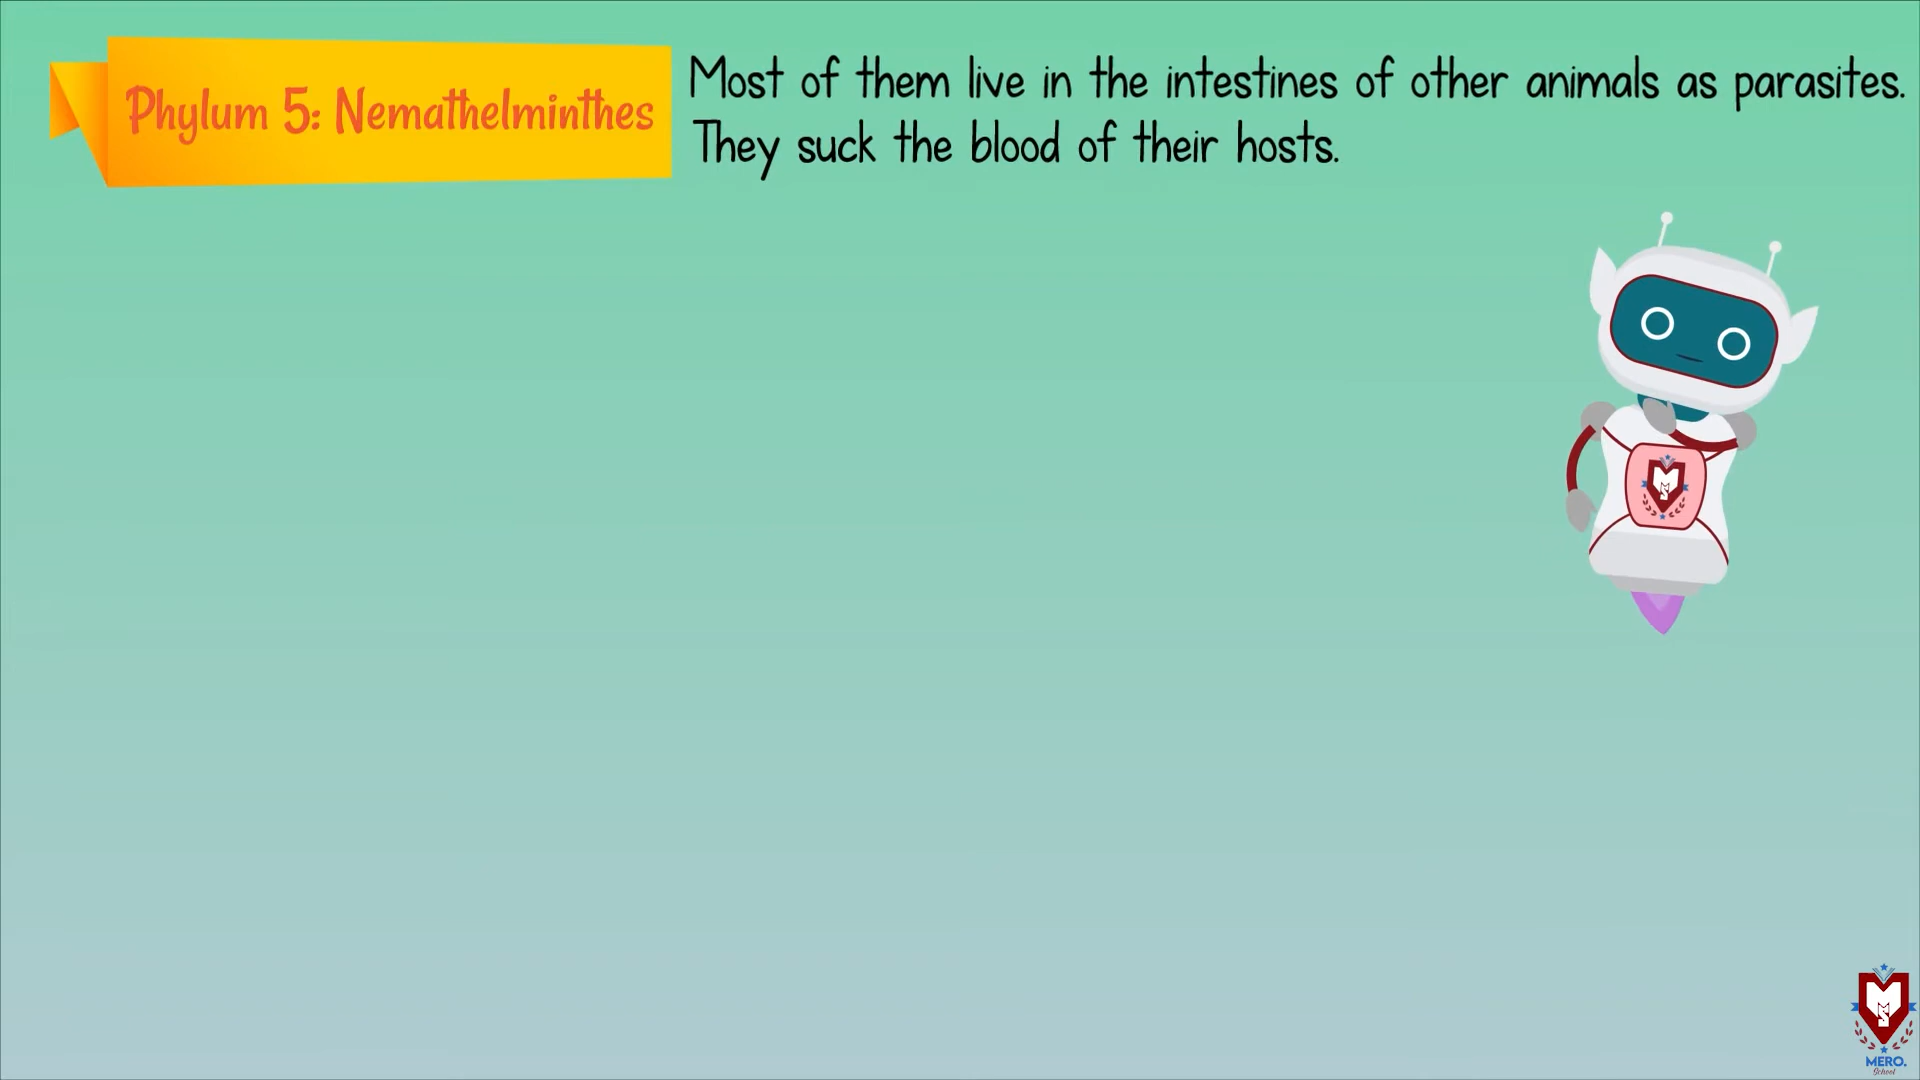 Phylum 5: Nemathelminthes
Most of them live in the intestines of other animals as parasites.
They suck the blood of their hosts.
MERO.
School